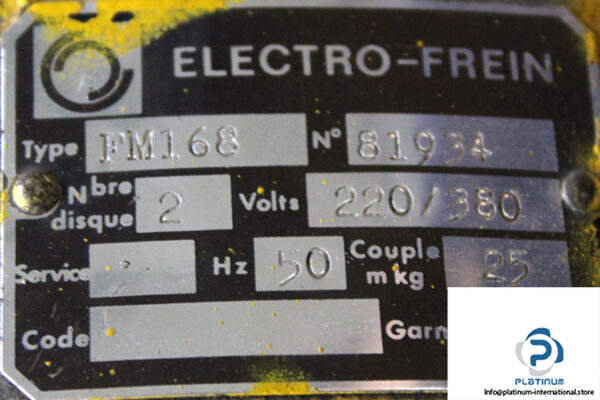 ELECTRO-FREIN
Type FM168 N° 81934
Nbre disque 2 Volts 220/380
Service Hz 50 Couple m kg 25
Code Garn
PLATINUM
info@platinum-international.store